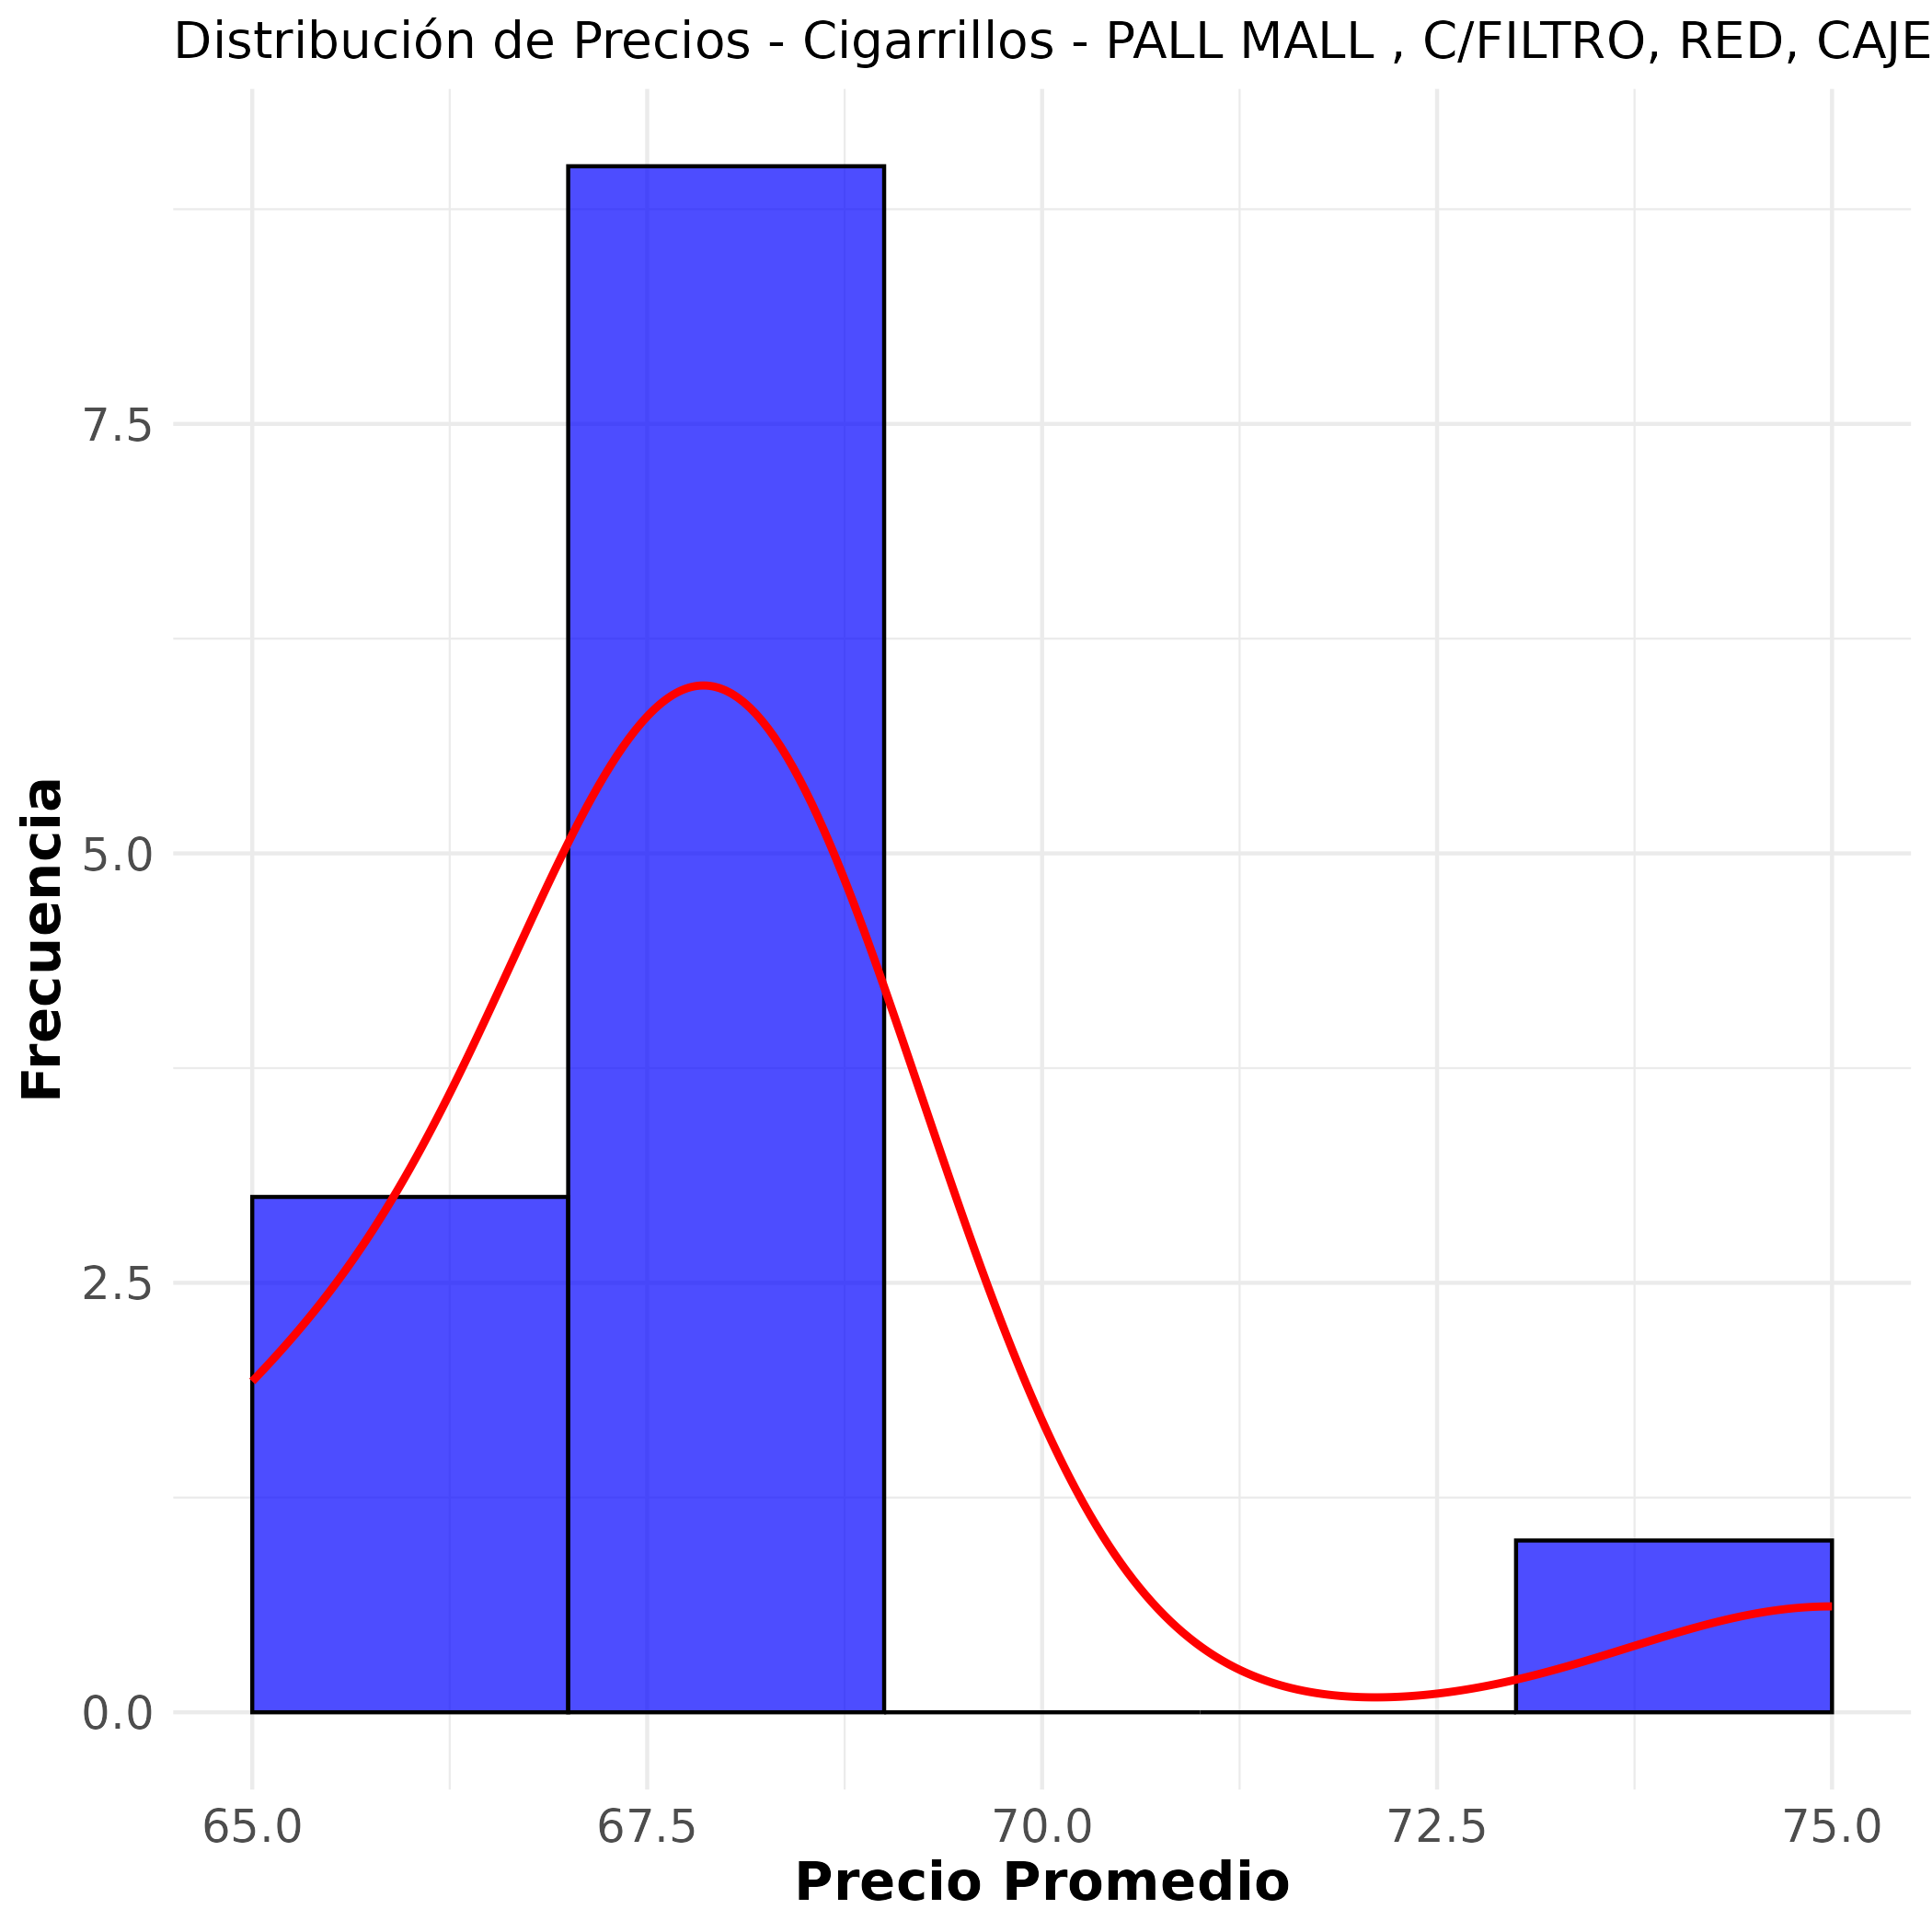 Distribución de Precios - Cigarrillos - PALL MALL , C/FILTRO, RED, CAJE
7.5
5.0
2.5
0.0
Frecuencia
65.0 67.5 70.0 72.5 75.0
Precio Promedio